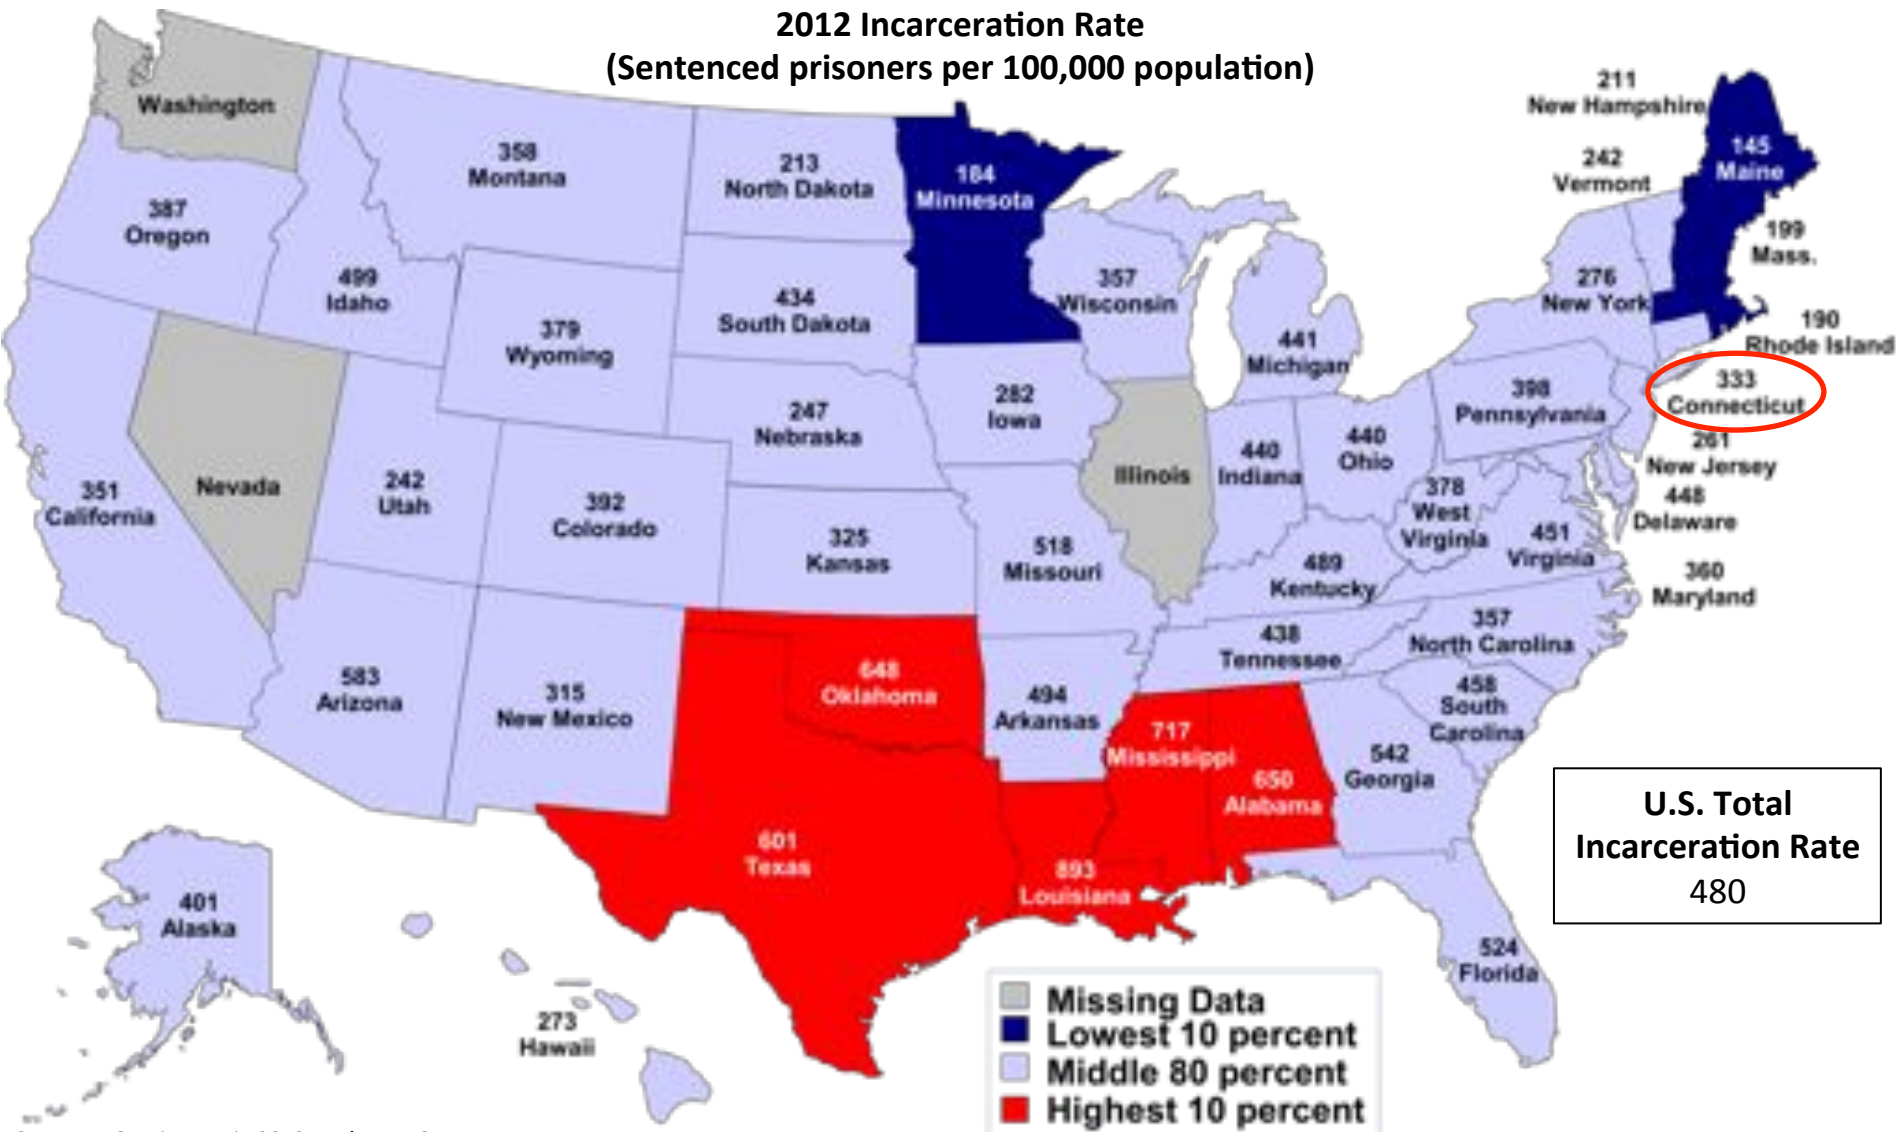 2012 Incarceration Rate
(Sentenced prisoners per 100,000 population)
Washington
358
Montana
213
North Dakota
184
Minnesota
211
New Hampshire
145
Maine
242
Vermont
199
Mass.
387
Oregon
499
Idaho
379
Wyoming
434
South Dakota
357
Wisconsin
441
Michigan
276
New York
190
Rhode Island
333
Connecticut
398
Pennsylvania
261
New Jersey
448
Delaware
360
Maryland
351
California
Nevada
242
Utah
392
Colorado
247
Nebraska
282
Iowa
325
Kansas
518
Missouri
Illinois
440
Indiana
440
Ohio
378
West
Virginia
451
Virginia
489
Kentucky
438
Tennessee
357
North Carolina
458
South
Carolina
583
Arizona
315
New Mexico
648
Oklahoma
494
Arkansas
717
Mississippi
650
Alabama
542
Georgia
601
Texas
893
Louisiana
524
Florida
401
Alaska
273
Hawaii
U.S. Total
Incarceration Rate
480
Missing Data
Lowest 10 percent
Middle 80 percent
Highest 10 percent